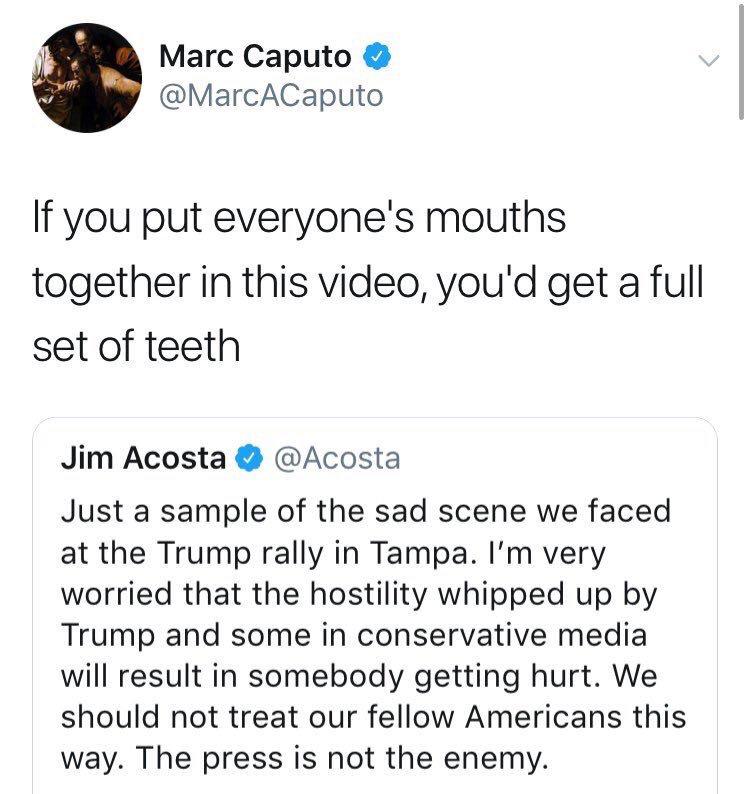 Marc Caputo
@MarcACaputo
If you put everyone's mouths
together in this video, you'd get a full
set of teeth
Jim Acosta @Acosta
Just a sample of the sad scene we faced
at the Trump rally in Tampa. I’m very
worried that the hostility whipped up by
Trump and some in conservative media
will result in somebody getting hurt. We
should not treat our fellow Americans this
way. The press is not the enemy.